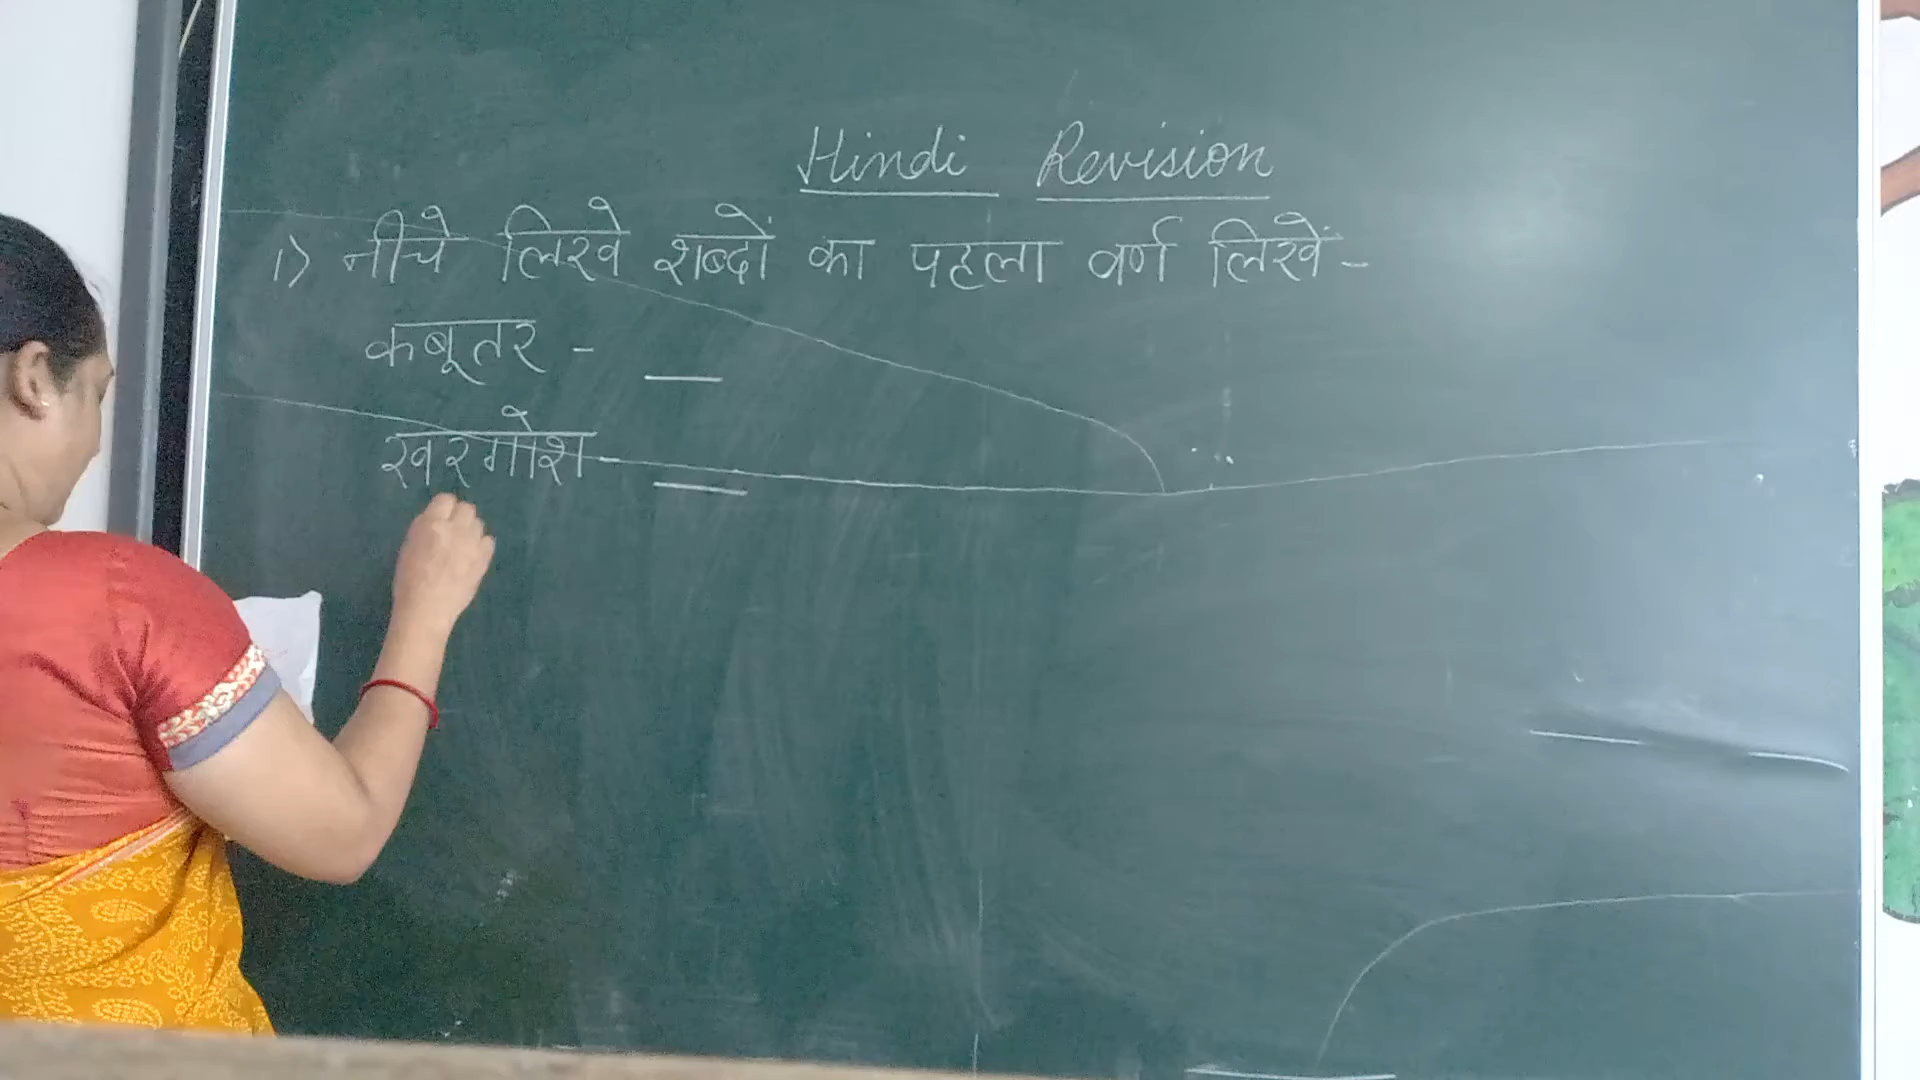 Hindi Revision
1) नीचे लिखे शब्दों का पहला वर्ण लिखें -
कबूतर - __
खरगोश - __